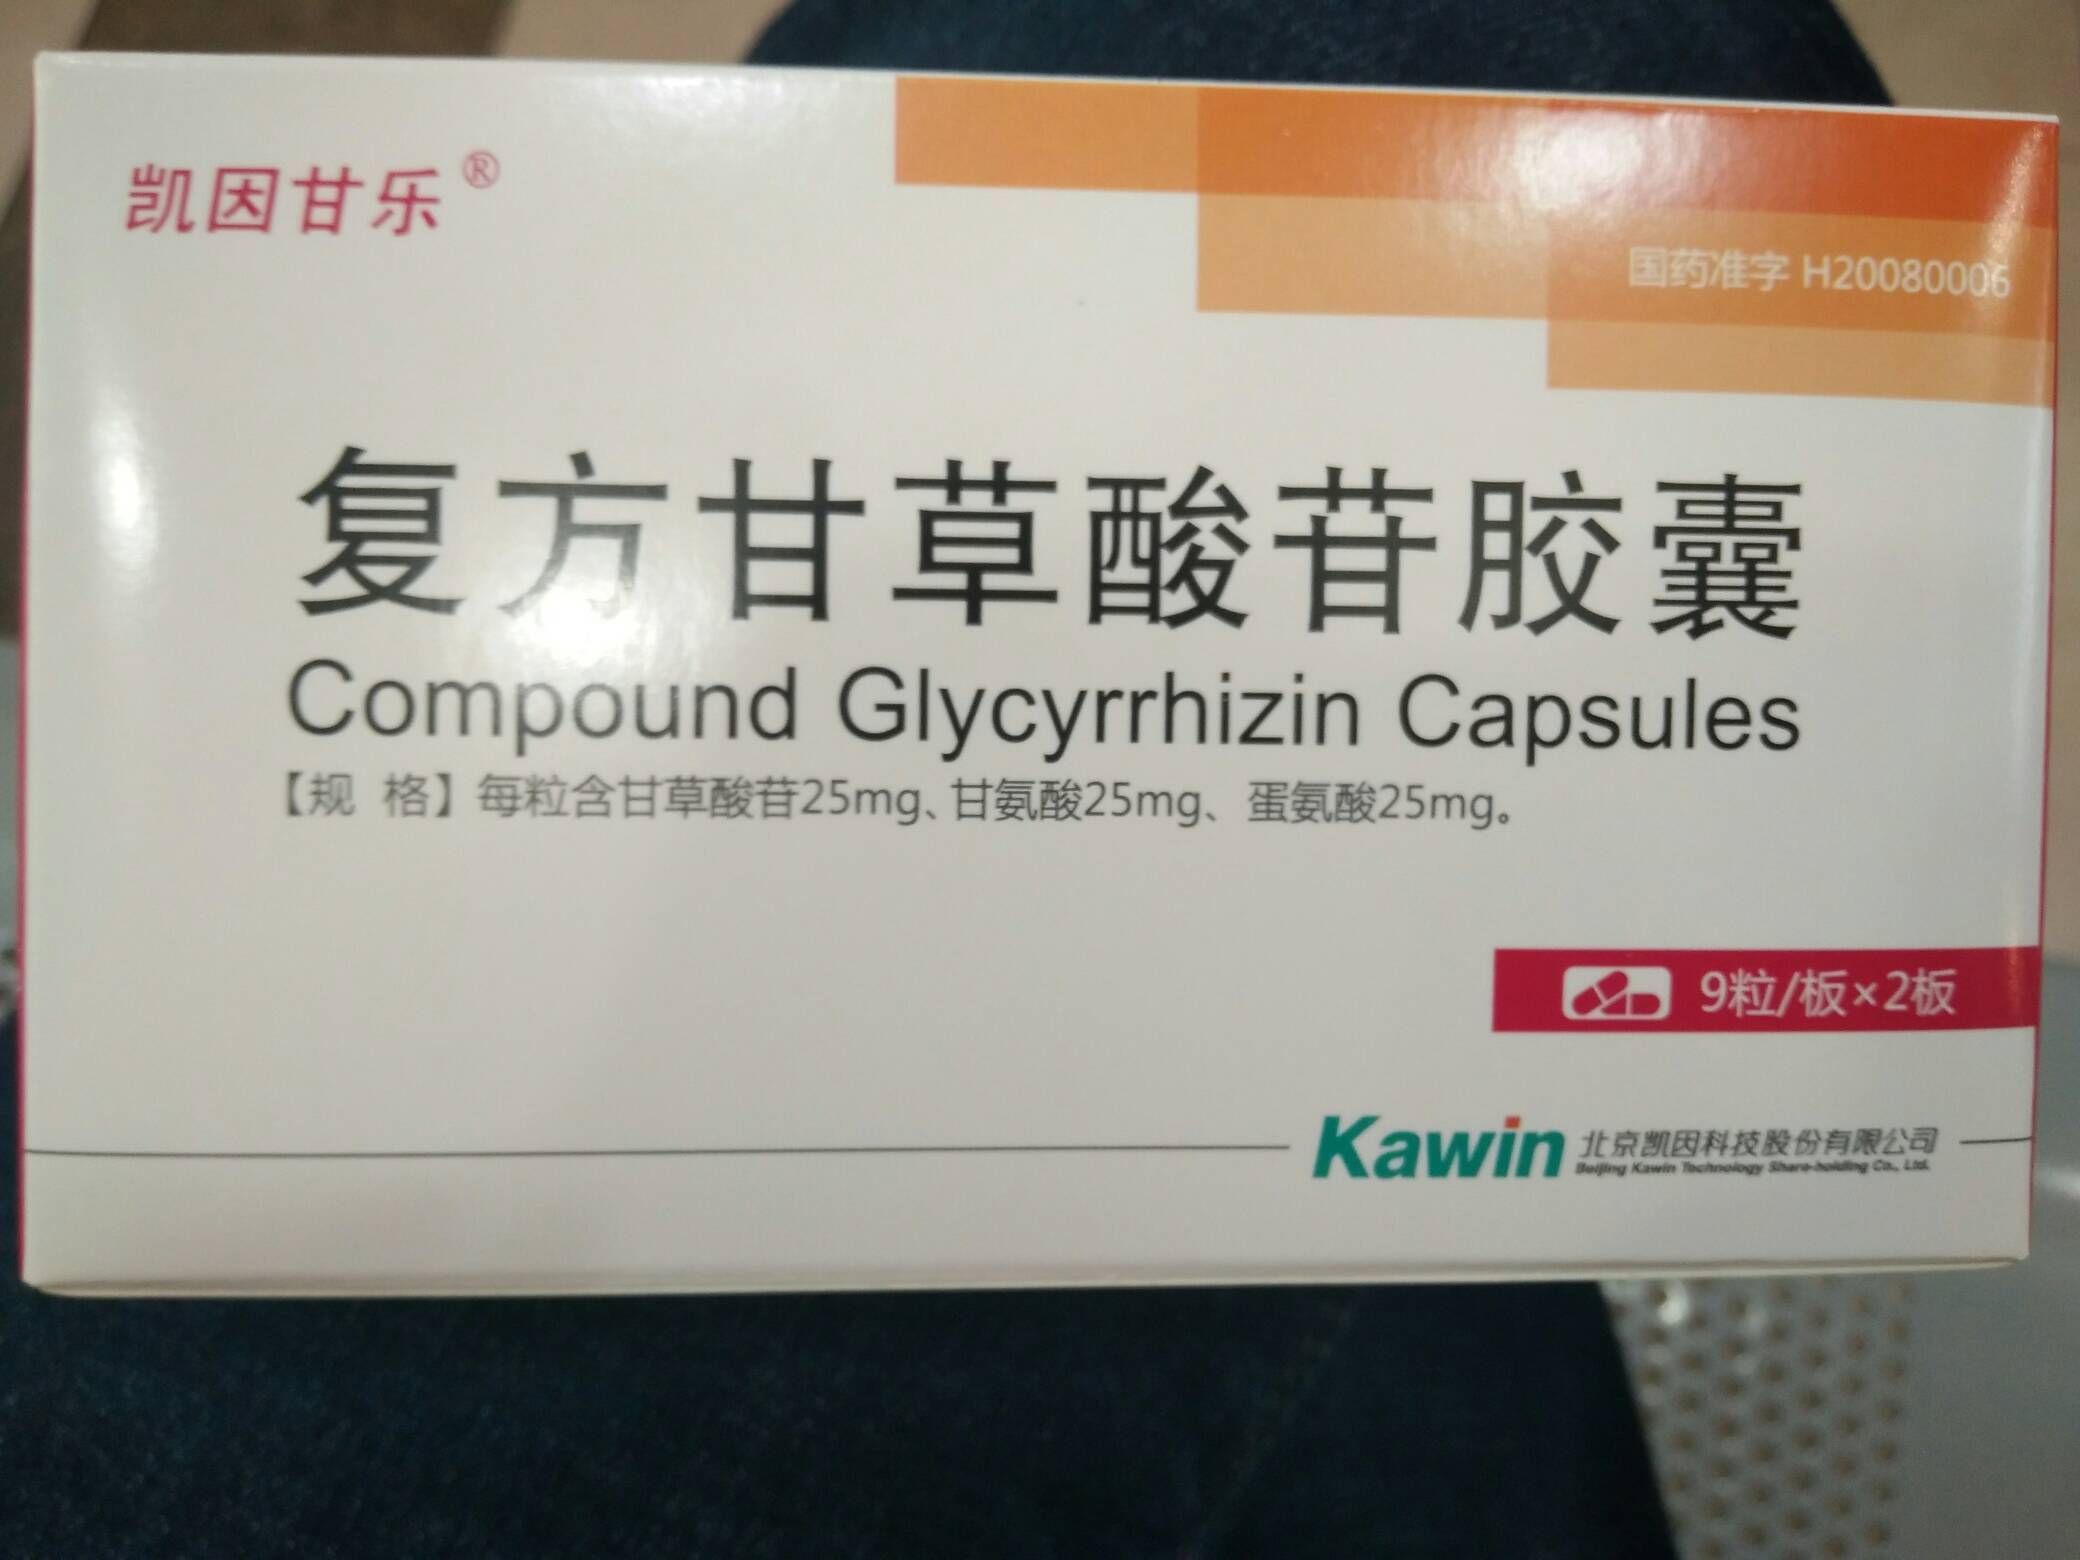 凯因甘乐®
国药准字 H20080006
复方甘草酸苷胶囊
Compound Glycyrrhizin Capsules
【规 格】每粒含甘草酸苷25mg、甘氨酸25mg、蛋氨酸25mg。
9粒/板×2板
Kawin 北京凯因科技股份有限公司
Beijing Kawin Technology Share-holding Co., Ltd.